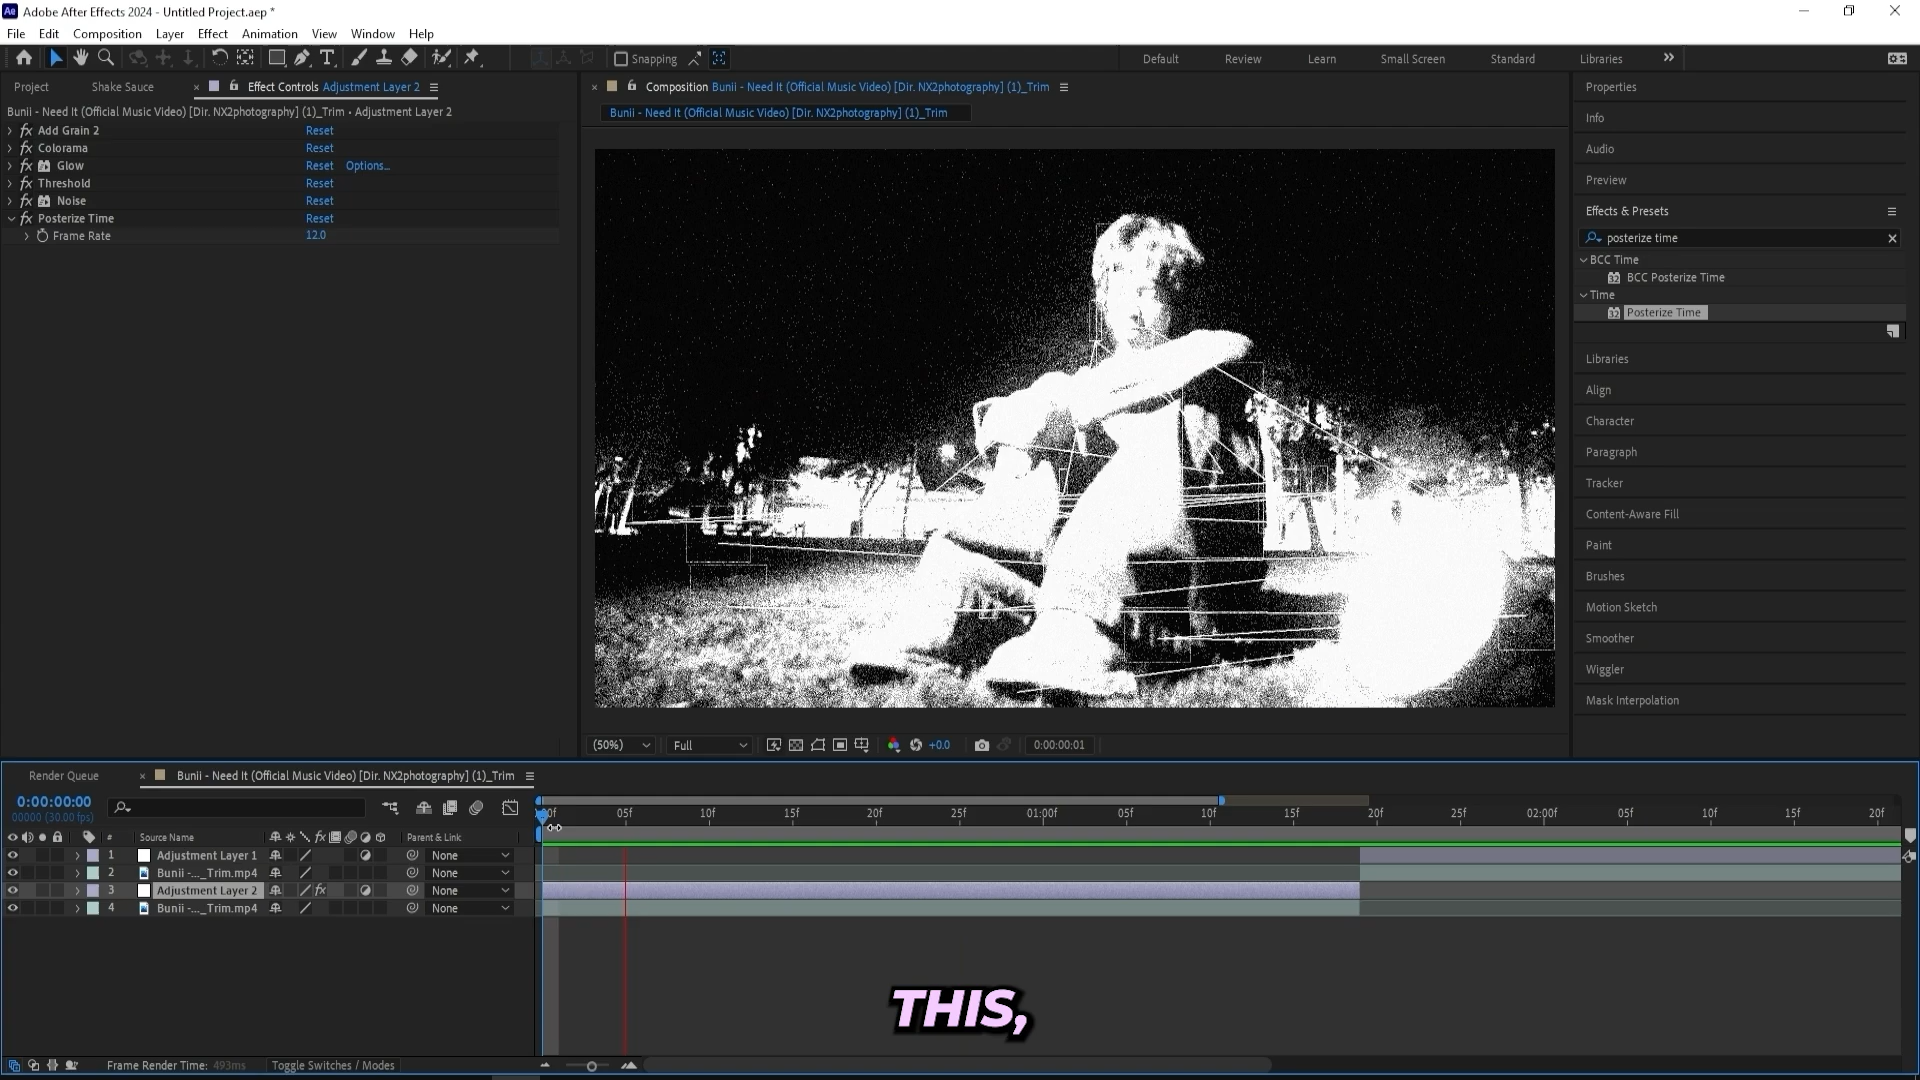 Ae Adobe After Effects 2024 - Untitled Project.aep *
File Edit Composition Layer Effect Animation View Window Help
Snapping
Default Review Learn Small Screen Standard Libraries
Project Shake Sauce × Effect Controls Adjustment Layer 2
Bunii - Need It (Official Music Video) [Dir. NX2photography] (1)_Trim • Adjustment Layer 2
fx Add Grain 2 Reset
fx Colorama Reset
fx Glow Reset Options...
fx Threshold Reset
fx Noise Reset
fx Posterize Time Reset
Frame Rate 12.0
× Composition Bunii - Need It (Official Music Video) [Dir. NX2photography] (1)_Trim
Bunii - Need It (Official Music Video) [Dir. NX2photography] (1)_Trim
(50%) Full +0.0 0:00:00:01
Properties
Info
Audio
Preview
Effects & Presets
posterize time
BCC Time
32 BCC Posterize Time
Time
32 Posterize Time
Libraries
Align
Character
Paragraph
Tracker
Content-Aware Fill
Paint
Brushes
Motion Sketch
Smoother
Wiggler
Mask Interpolation
Render Queue × Bunii - Need It (Official Music Video) [Dir. NX2photography] (1)_Trim
0:00:00:00
00000 (30.00 fps)
05f 10f 15f 20f 25f 01:00f 05f 10f 15f 20f 25f 02:00f 05f 10f 15f 20f
# Source Name fx Parent & Link
1 Adjustment Layer 1 None
2 Bunii -..._Trim.mp4 None
3 Adjustment Layer 2 fx None
4 Bunii -..._Trim.mp4 None
THIS,
Frame Render Time: 493ms Toggle Switches / Modes